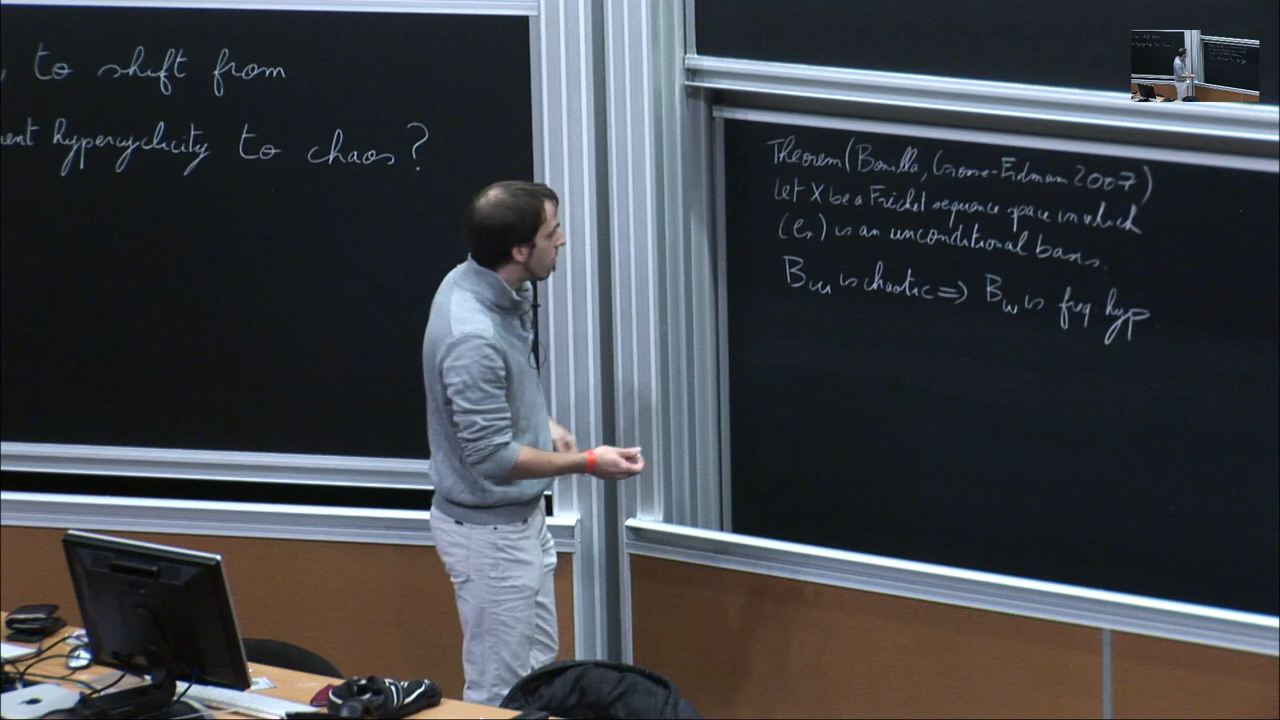 , to shift from
ent hypercyclicity to chaos?
Theorem (Bonilla, Grosse-Erdman 2007)
Let X be a Fréchet sequence space in which
(en) is an unconditional basis.
Bw is chaotic => Bw is freq hyp